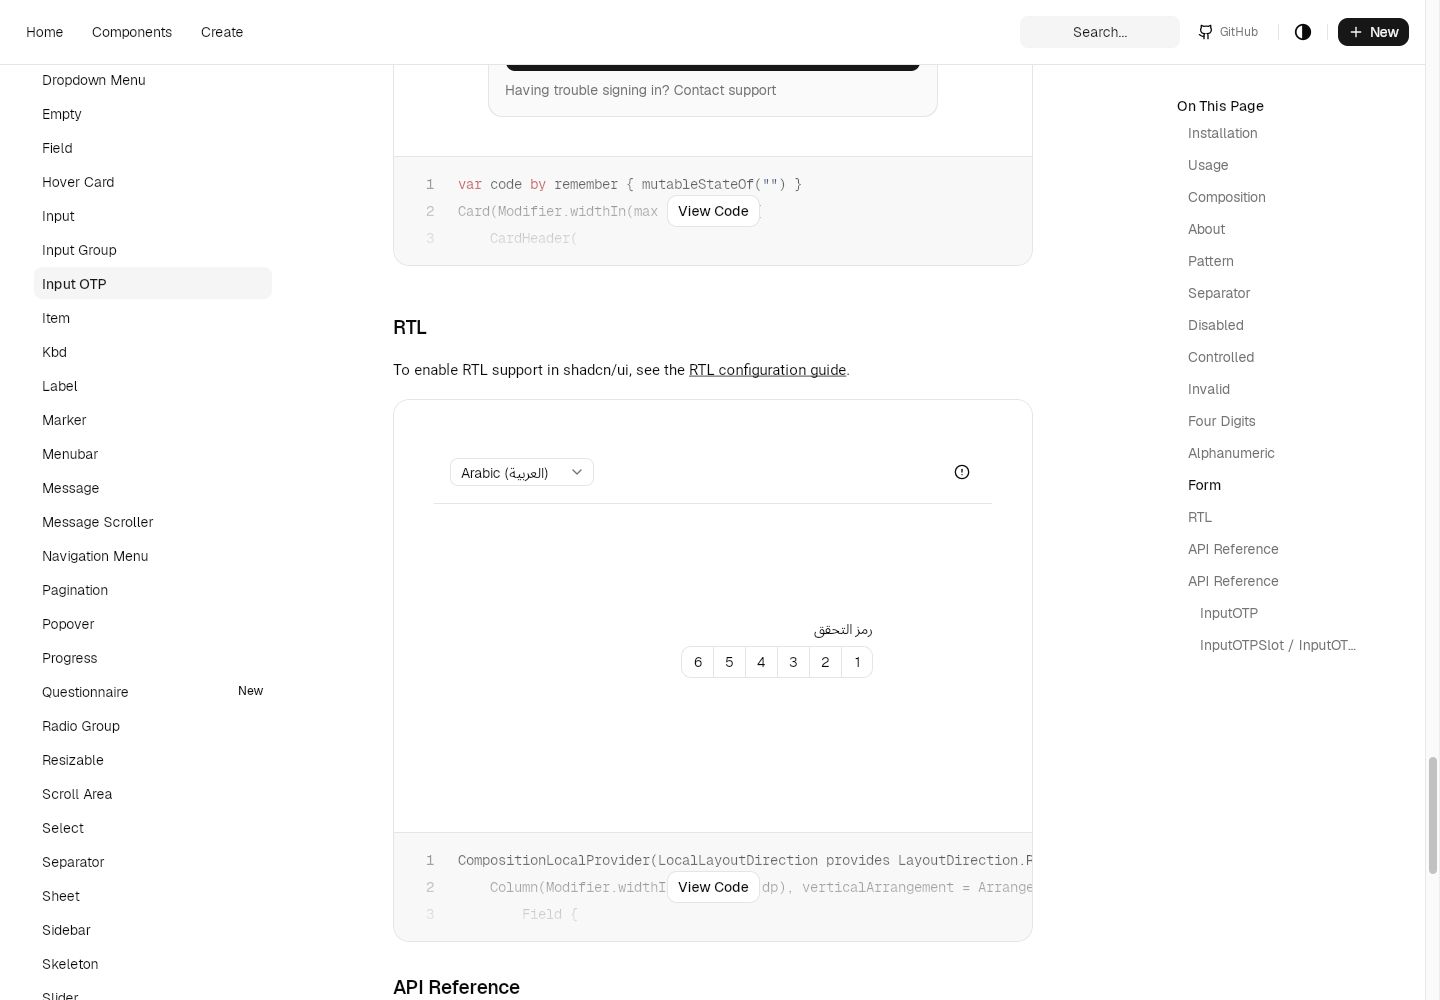 Home
Components
Create
Search...
GitHub
New
Dropdown Menu
Empty
Field
Hover Card
Input
Input Group
Input OTP
Item
Kbd
Label
Marker
Menubar
Message
Message Scroller
Navigation Menu
Pagination
Popover
Progress
Questionnaire New
Radio Group
Resizable
Scroll Area
Select
Separator
Sheet
Sidebar
Skeleton
Slider
Having trouble signing in? Contact support
1 var code by remember { mutableStateOf("") }
2 Card(Modifier.widthIn(max
View Code
3 CardHeader(
RTL
To enable RTL support in shadcn/ui, see the RTL configuration guide.
Arabic (العربية)
رمز التحقق
1 2 3 4 5 6
1 CompositionLocalProvider(LocalLayoutDirection provides LayoutDirection.R
2 Column(Modifier.widthI dp), verticalArrangement = Arrange
View Code
3 Field {
API Reference
On This Page
Installation
Usage
Composition
About
Pattern
Separator
Disabled
Controlled
Invalid
Four Digits
Alphanumeric
Form
RTL
API Reference
API Reference
InputOTP
InputOTPSlot / InputOT...